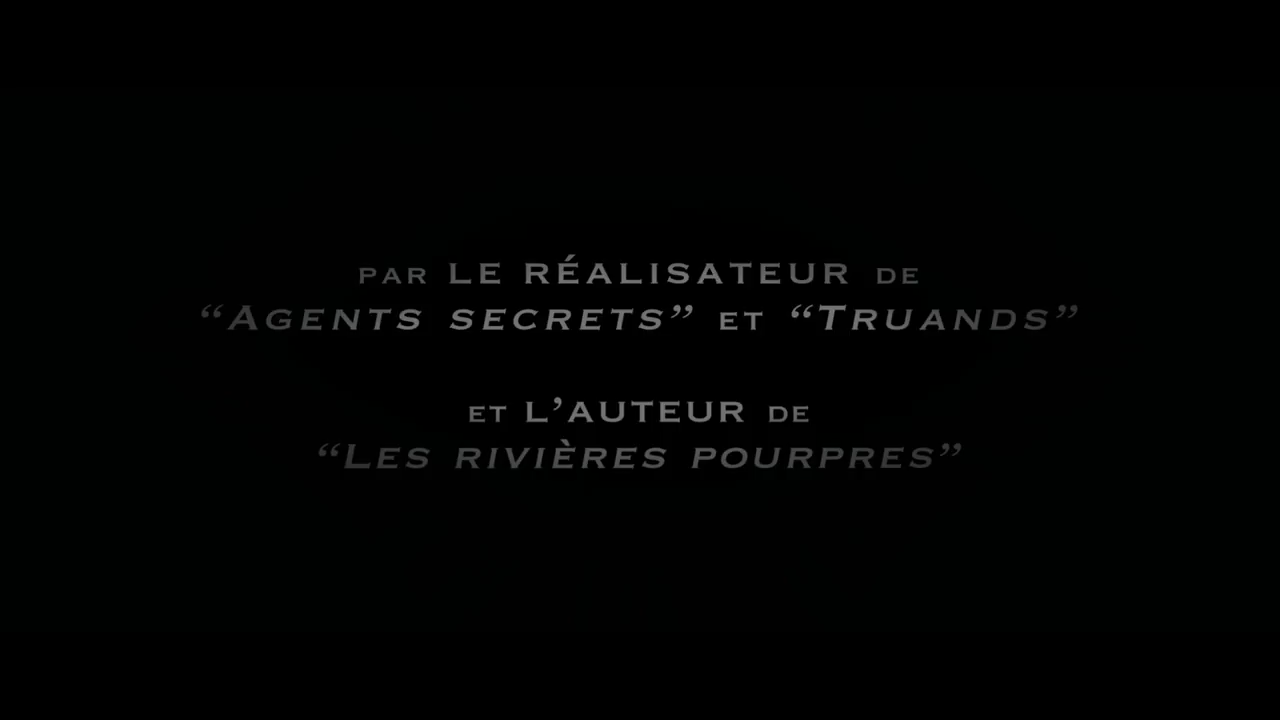 PAR LE RÉALISATEUR DE
“AGENTS SECRETS” ET “TRUANDS”
ET L’AUTEUR DE
“LES RIVIÈRES POURPRES”